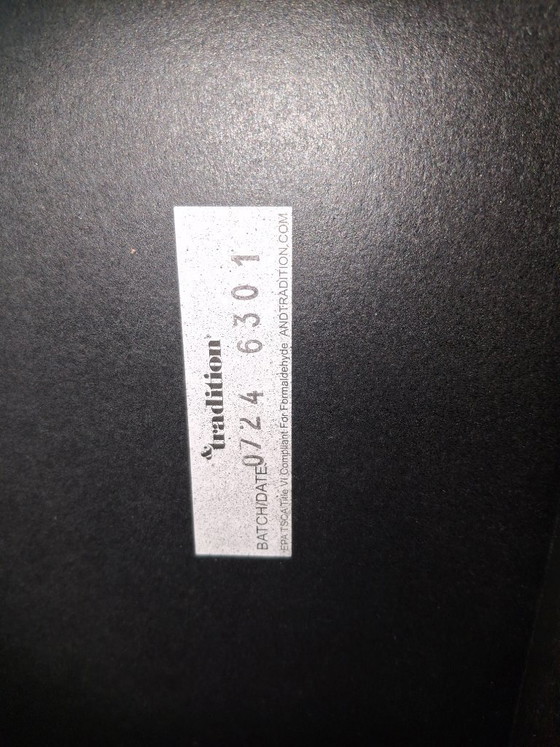 &tradition®
BATCH/DATE: 0724 6301
EPA TSCA Title VI Compliant For Formaldehyde ANDTRADITION.COM